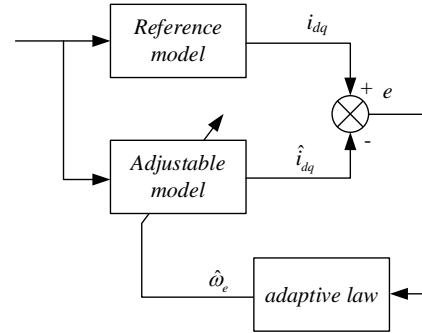 Reference
model
i_dq
+ e
Adjustable
model
î_dq
-
ω̂_e
adaptive law